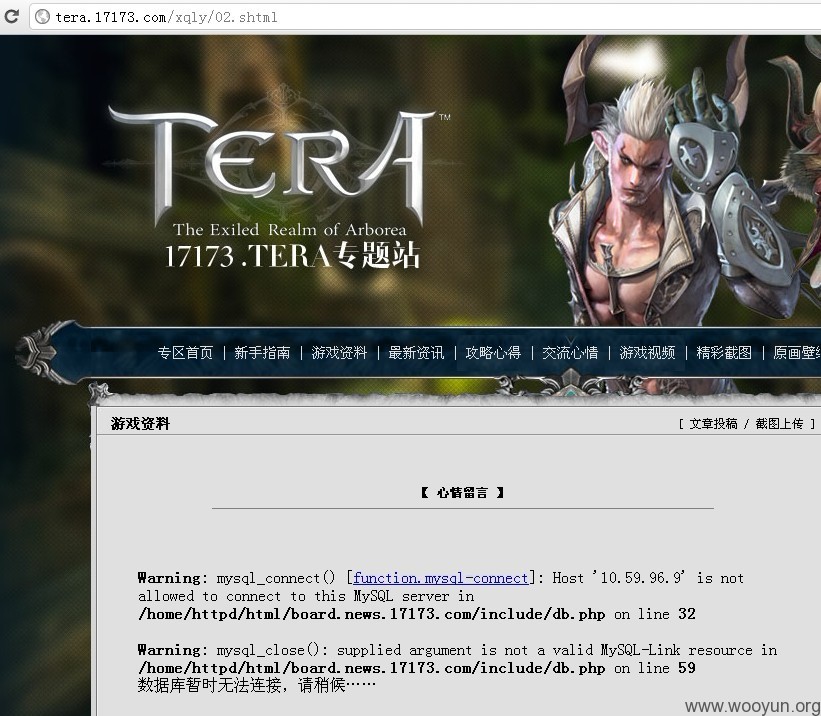 tera.17173.com/xqly/02.shtml
TERA™
The Exiled Realm of Arborea
17173.TERA专题站
专区首页 | 新手指南 | 游戏资料 | 最新资讯 | 攻略心得 | 交流心情 | 游戏视频 | 精彩截图 | 原画壁
游戏资料
[ 文章投稿 / 截图上传 ]
【 心情留言 】
Warning: mysql_connect() [function.mysql-connect]: Host '10.59.96.9' is not
allowed to connect to this MySQL server in
/home/httpd/html/board.news.17173.com/include/db.php on line 32
Warning: mysql_close(): supplied argument is not a valid MySQL-Link resource in
/home/httpd/html/board.news.17173.com/include/db.php on line 59
数据库暂时无法连接，请稍候……
www.wooyun.org